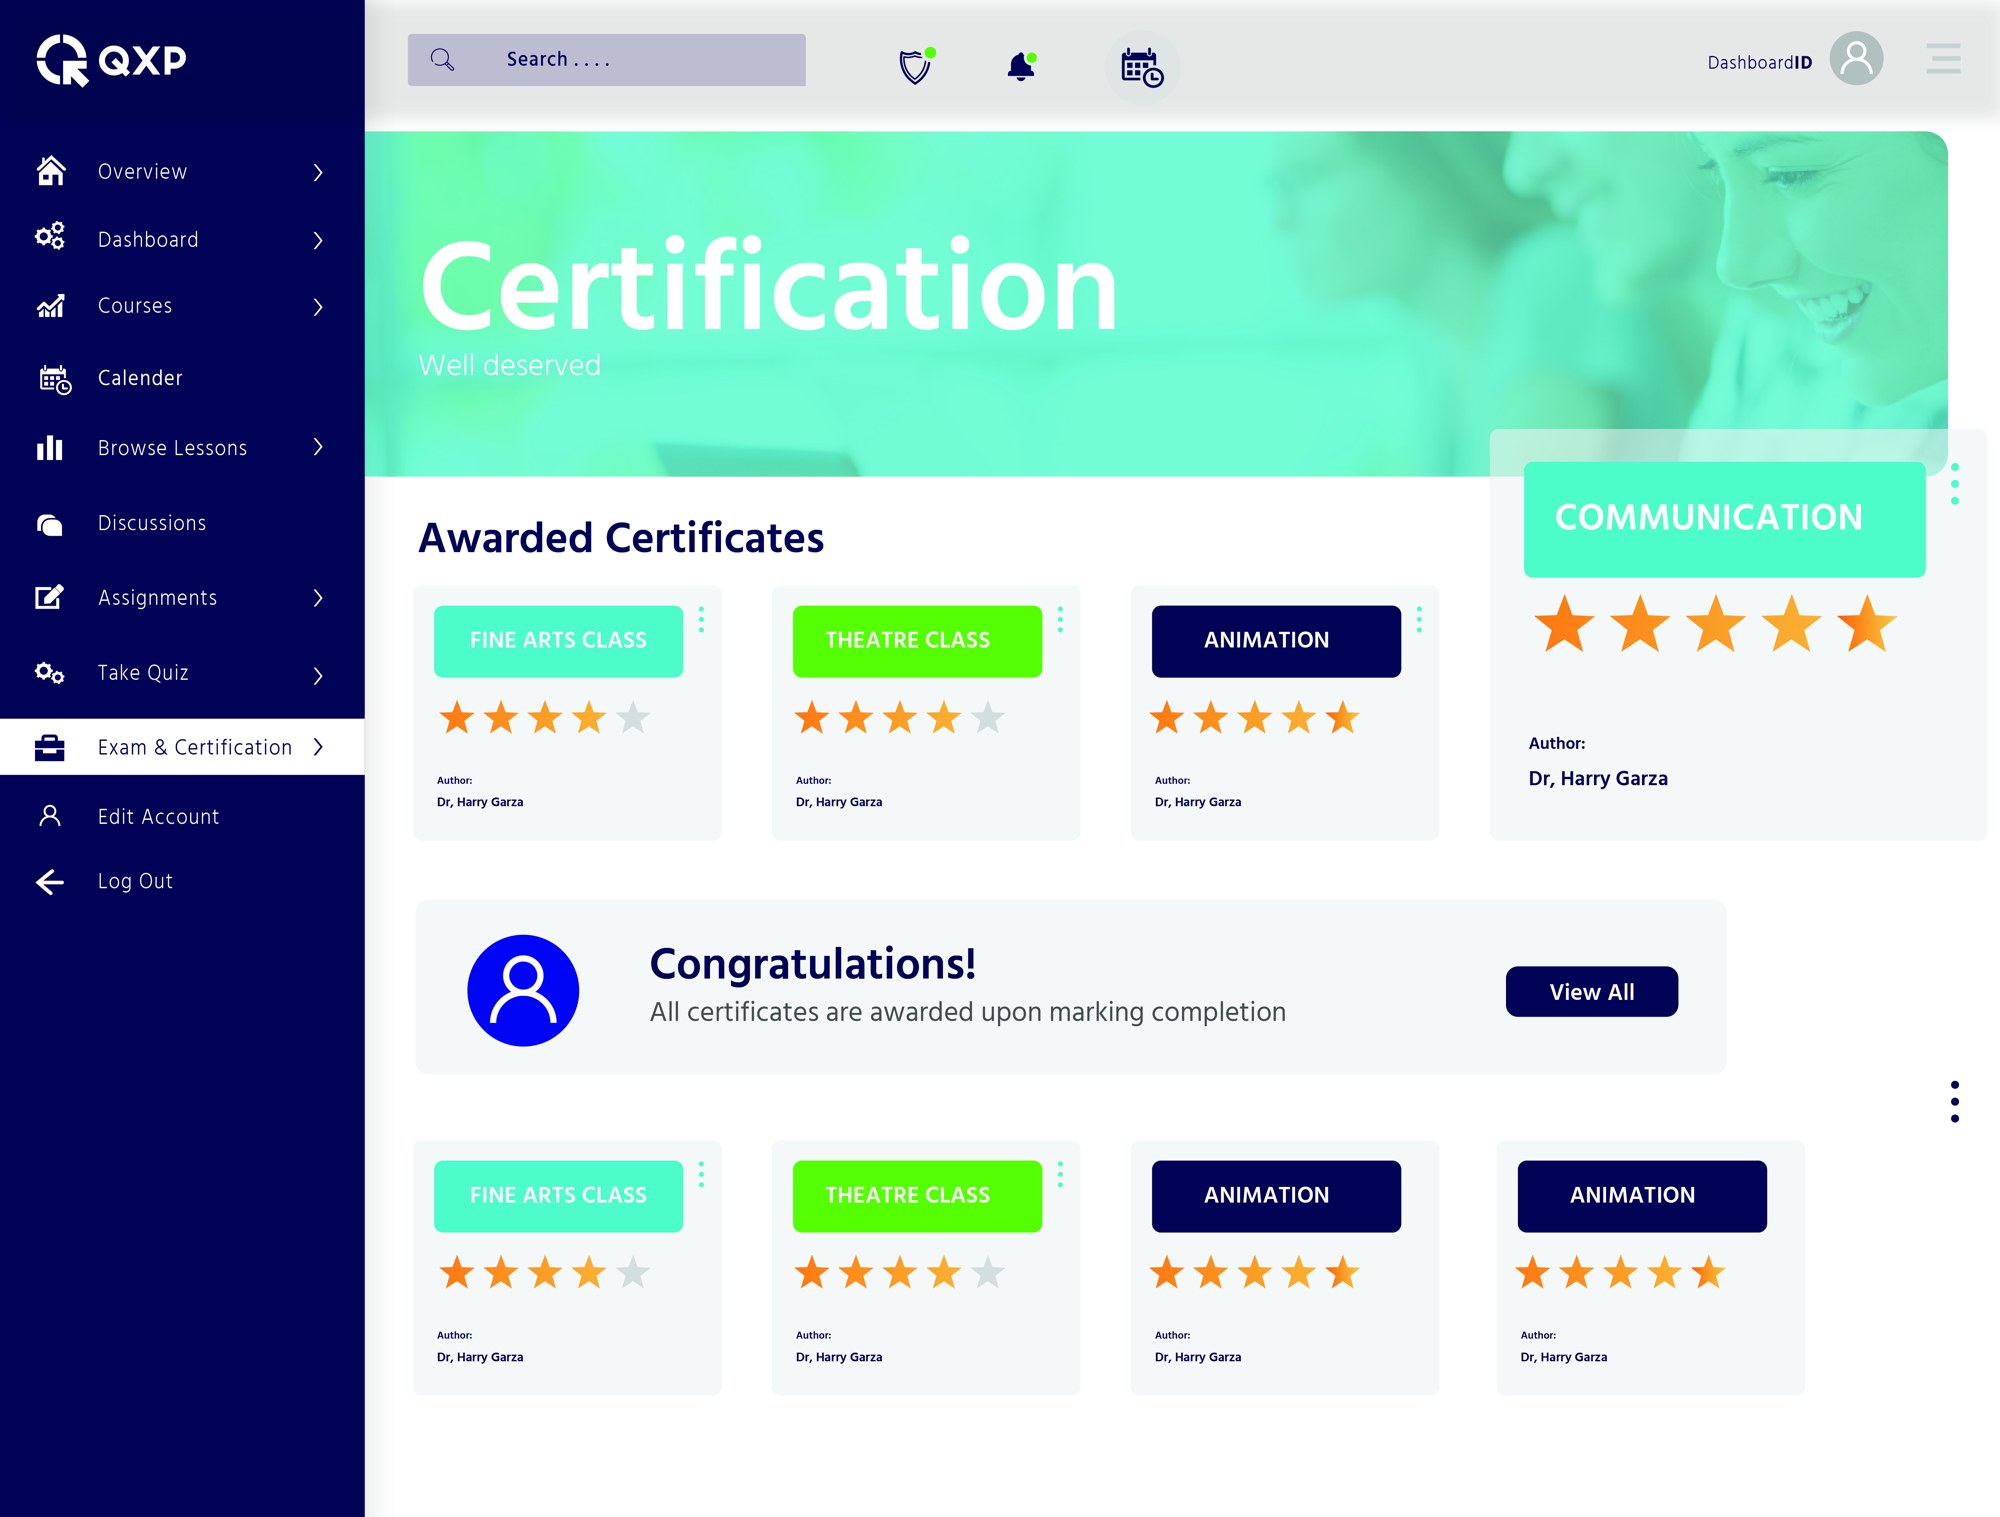 QXP
Search . . . .
DashboardID
Overview
Dashboard
Courses
Calender
Browse Lessons
Discussions
Assignments
Take Quiz
Exam & Certification
Edit Account
Log Out
Certification
Well deserved
Awarded Certificates
FINE ARTS CLASS
Author:
Dr, Harry Garza
THEATRE CLASS
Author:
Dr, Harry Garza
ANIMATION
Author:
Dr, Harry Garza
COMMUNICATION
Author:
Dr, Harry Garza
Congratulations!
All certificates are awarded upon marking completion
View All
FINE ARTS CLASS
Author:
Dr, Harry Garza
THEATRE CLASS
Author:
Dr, Harry Garza
ANIMATION
Author:
Dr, Harry Garza
ANIMATION
Author:
Dr, Harry Garza